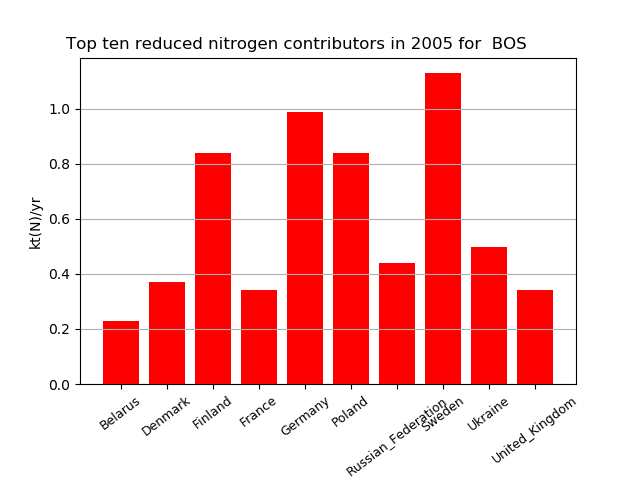 Top ten reduced nitrogen contributors in 2005 for  BOS
kt(N)/yr
1.0
0.8
0.6
0.4
0.2
0.0
Belarus
Denmark
Finland
France
Germany
Poland
Russian_Federation
Sweden
Ukraine
United_Kingdom